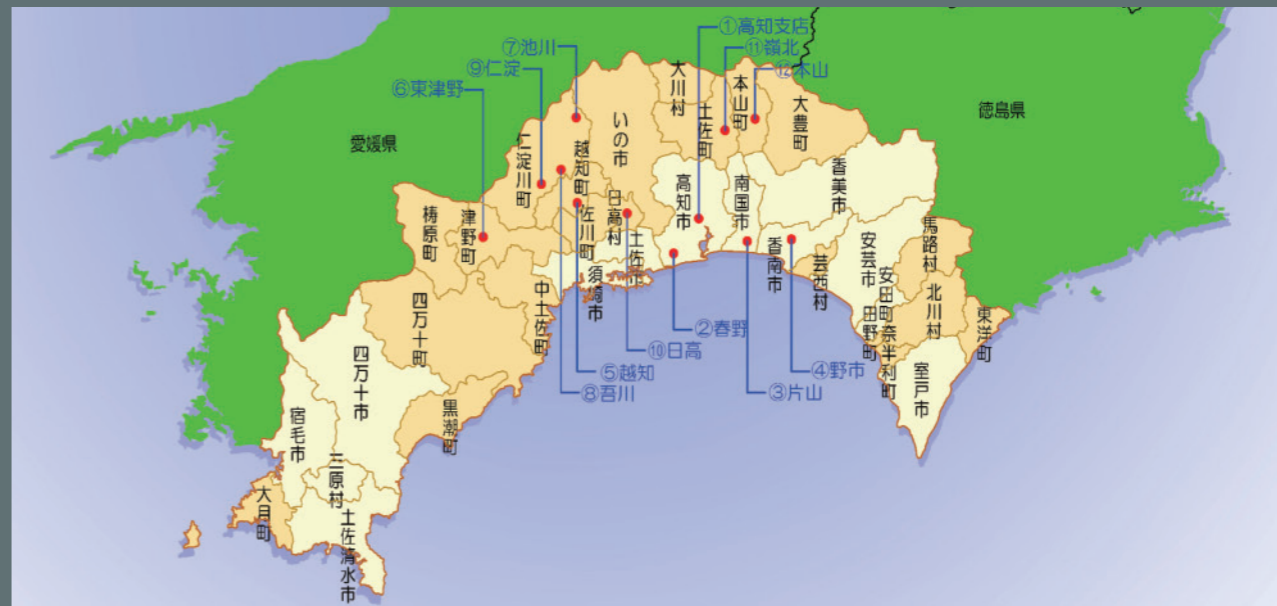 ①高知支店
⑦池川
⑪嶺北
⑨仁淀
⑫本山
⑥東津野
大川村
本山町
土佐町
大豊町
徳島県
愛媛県
いの市
仁淀川町
越知町
高知市
南国市
香美市
日高村
佐川町
津野町
梼原町
土佐市
須崎市
香南市
芸西村
安芸市
馬路村
安田町
北川村
田野町
奈半利町
東洋町
室戸市
中土佐町
四万十町
②春野
⑩日高
⑤越知
⑧吾川
④野市
③片山
四万十市
黒潮町
宿毛市
三原村
大月町
土佐清水市